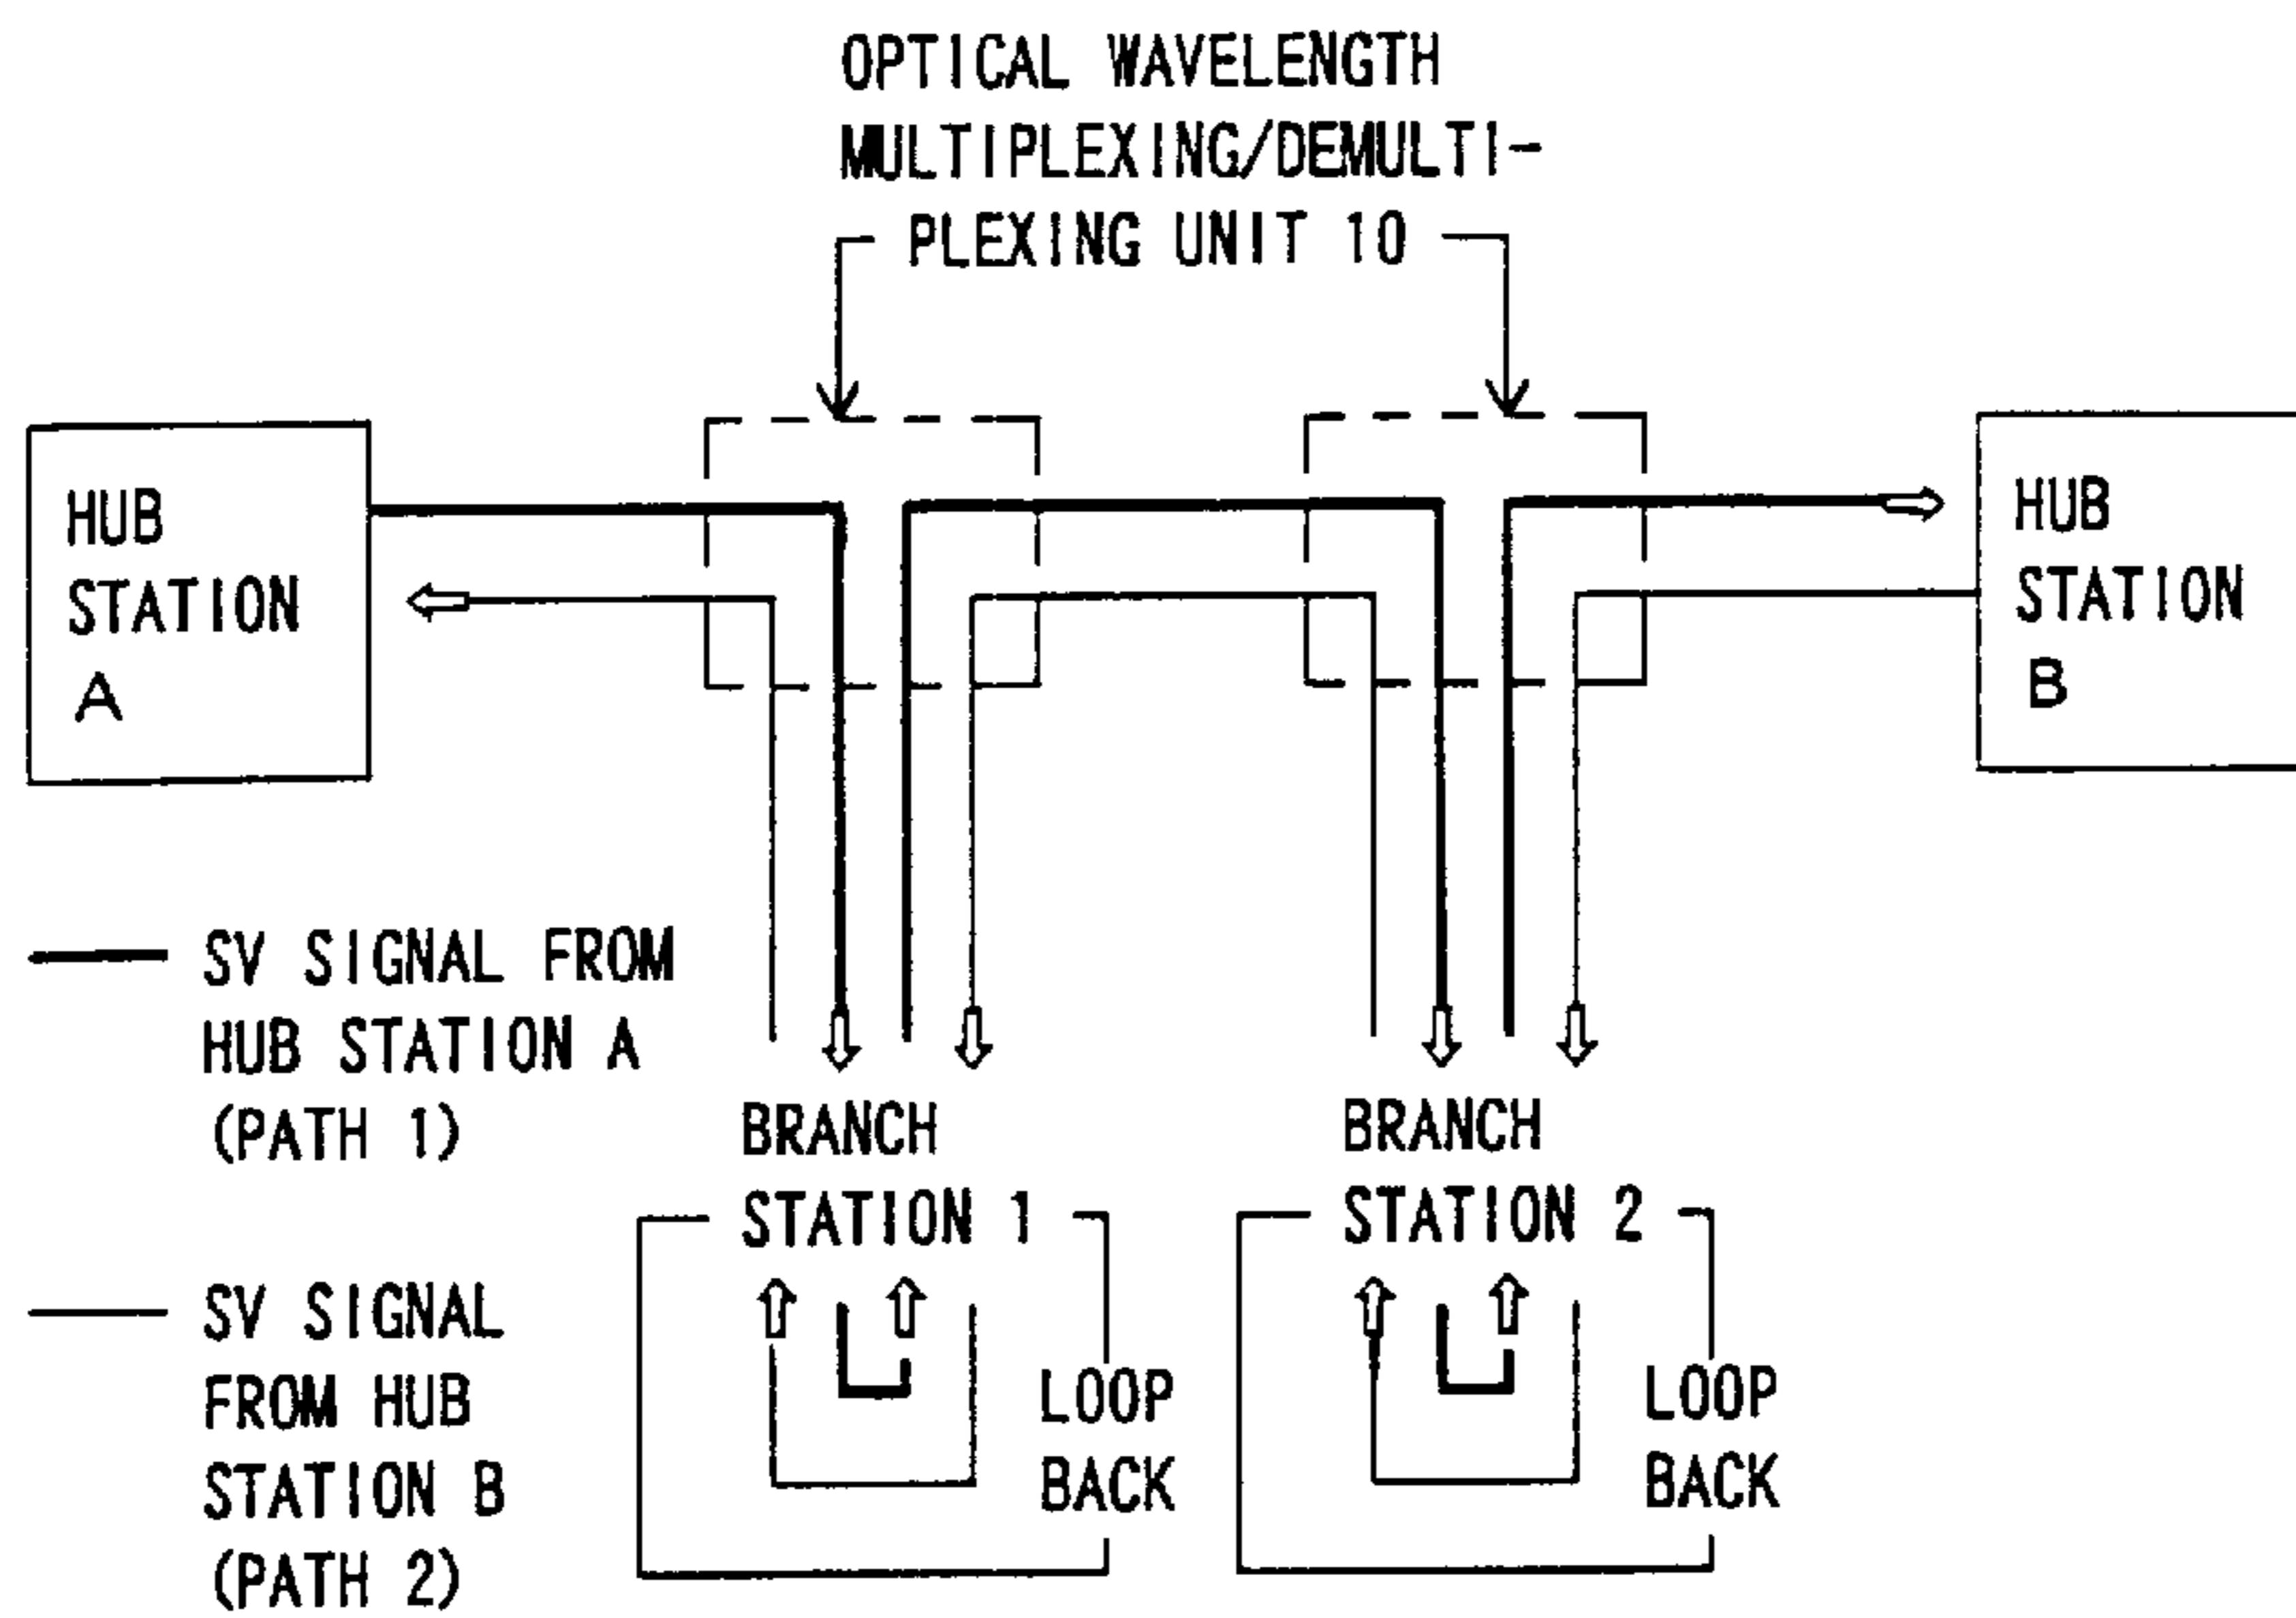 OPTICAL WAVELENGTH
MULTIPLEXING/DEMULTI-
PLEXING UNIT 10
HUB
STATION
A
HUB
STATION
B
SV SIGNAL FROM
HUB STATION A
(PATH 1)
SV SIGNAL
FROM HUB
STATION B
(PATH 2)
BRANCH
STATION 1
LOOP
BACK
BRANCH
STATION 2
LOOP
BACK